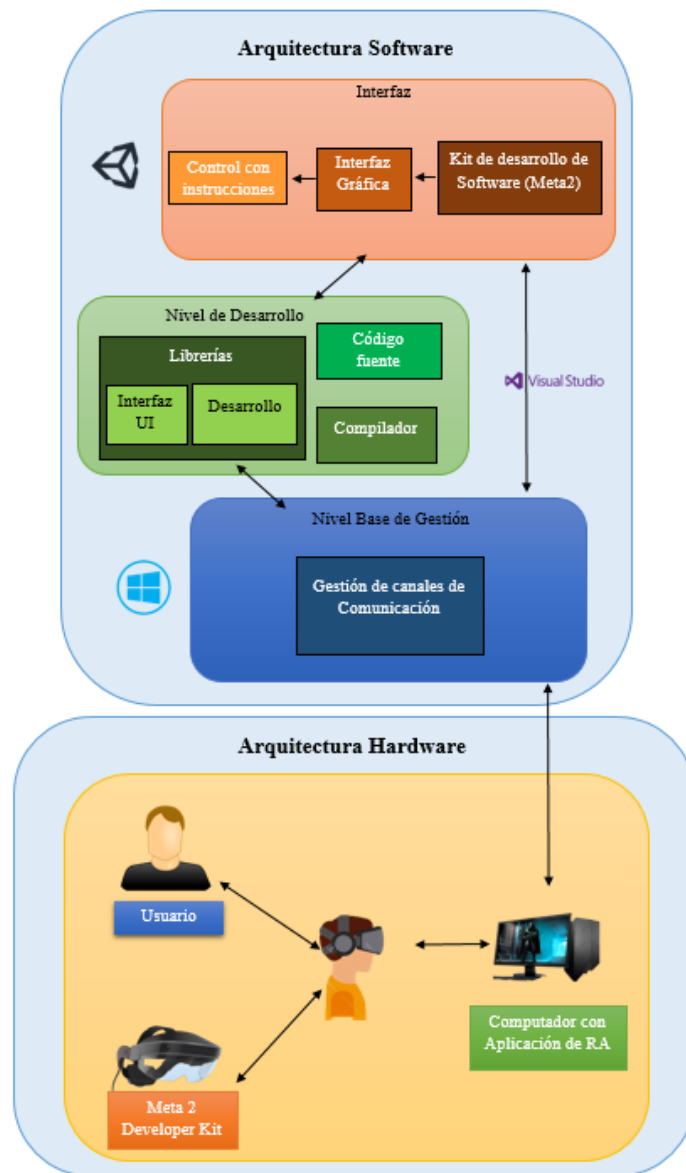 Arquitectura Software
Interfaz
Control con
instrucciones
Interfaz
Gráfica
Kit de desarrollo de
Software (Meta2)
Nivel de Desarrollo
Librerías
Interfaz
UI
Desarrollo
Código
fuente
Compilador
Visual Studio
Nivel Base de Gestión
Gestión de canales de
Comunicación
Arquitectura Hardware
Usuario
Meta 2
Developer Kit
Computador con
Aplicación de RA